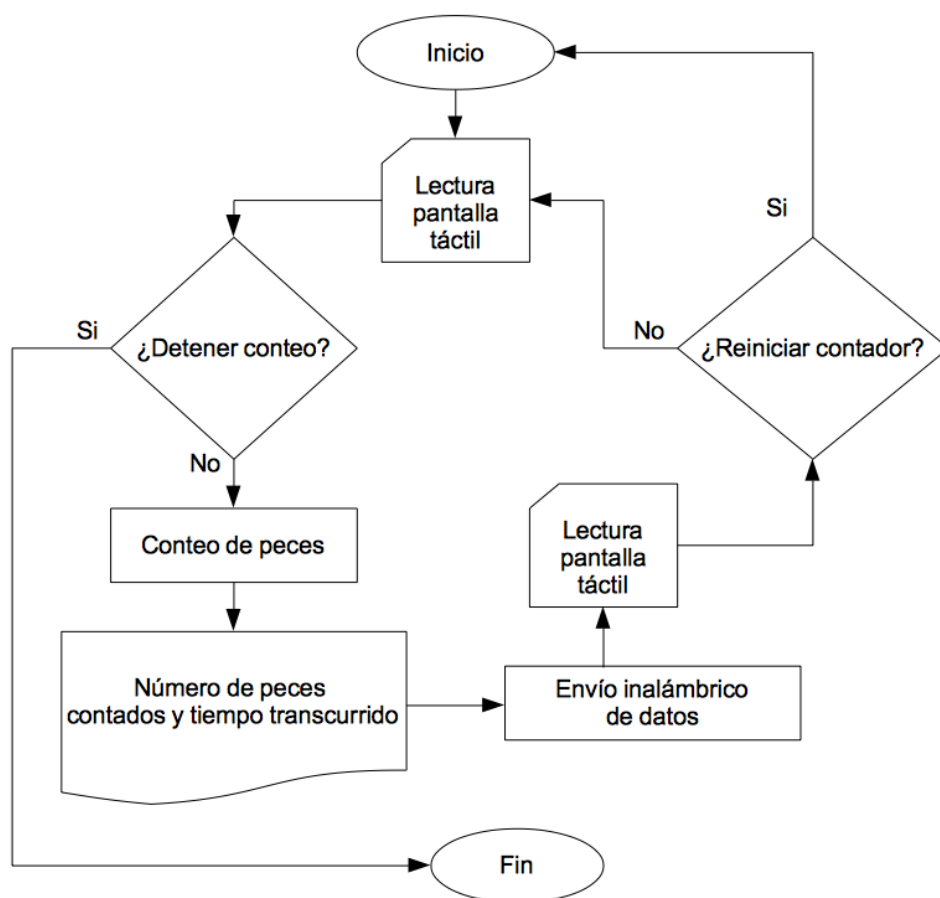 Inicio
Lectura
pantalla
táctil
Si
¿Detener conteo?
No
¿Reiniciar contador?
Si
No
Conteo de peces
Lectura
pantalla
táctil
Número de peces
contados y tiempo transcurrido
Envío inalámbrico
de datos
Fin